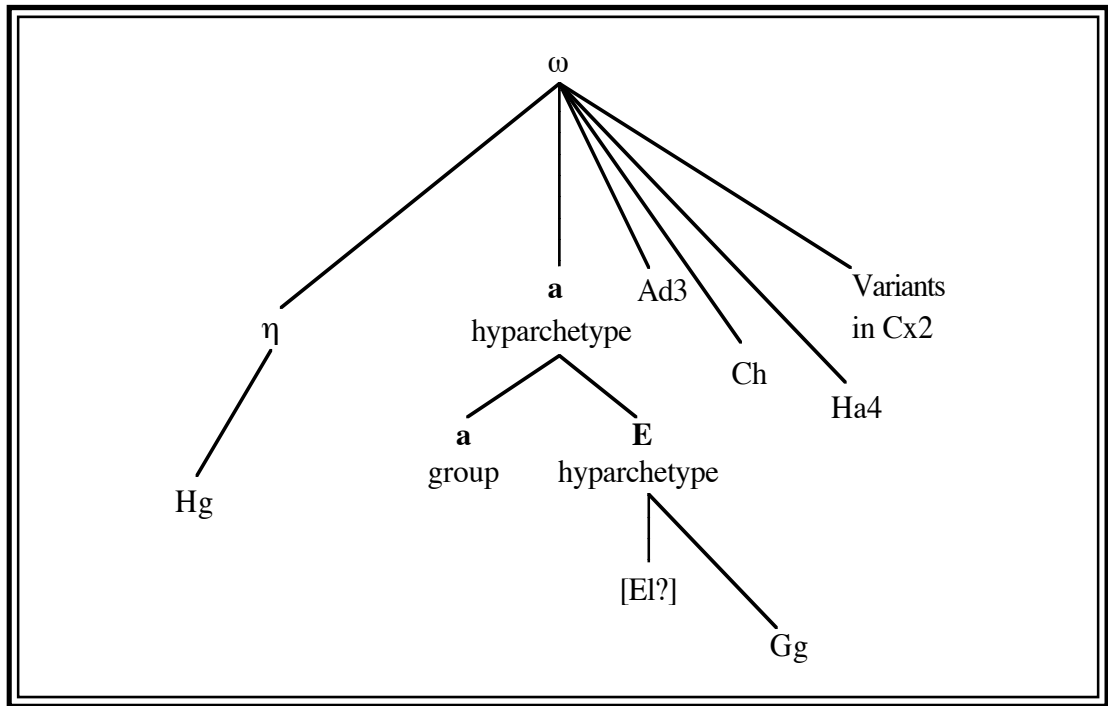 ω
a
hyparchetype
Ad3
Variants
in Cx2
η
Ch
Ha4
a
group
E
hyparchetype
Hg
[El?]
Gg